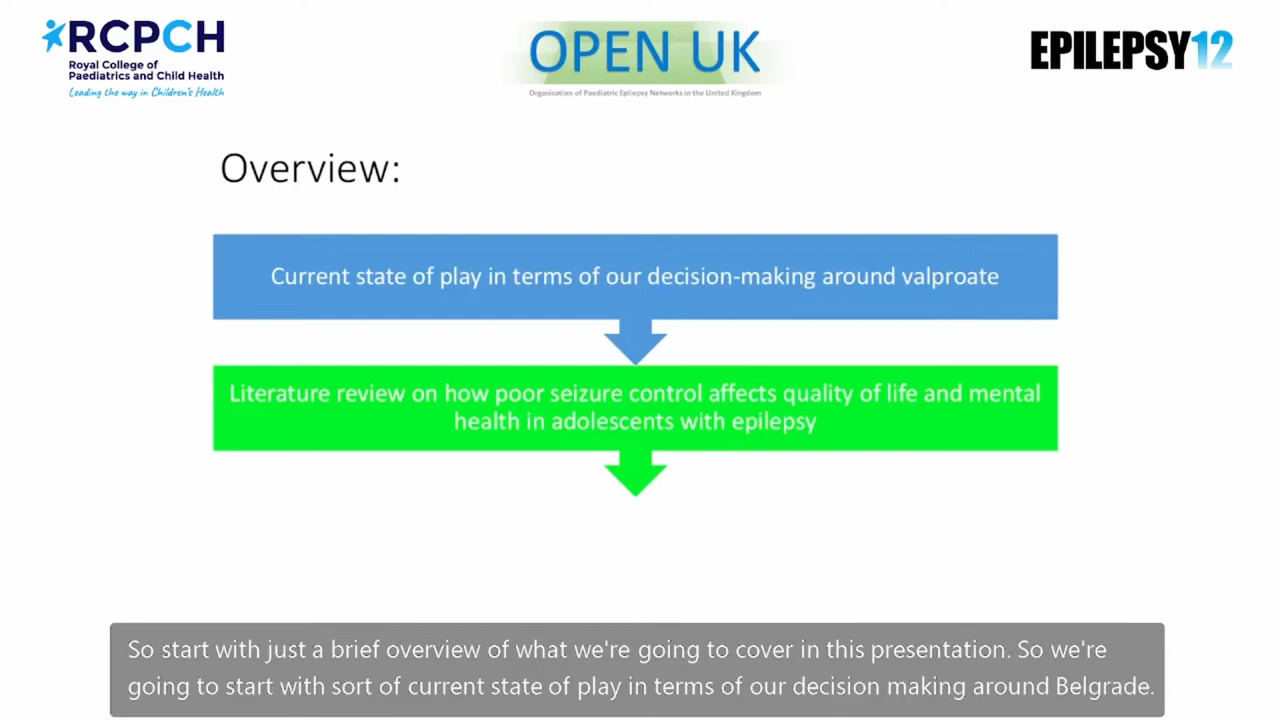 RCPCH
Royal College of
Paediatrics and Child Health
Leading the way in Children's Health
OPEN UK
Organisation of Paediatric Epilepsy Networks in the United Kingdom
EPILEPSY12
Overview:
Current state of play in terms of our decision-making around valproate
Literature review on how poor seizure control affects quality of life and mental
health in adolescents with epilepsy
So start with just a brief overview of what we're going to cover in this presentation. So we're
going to start with sort of current state of play in terms of our decision making around Belgrade.